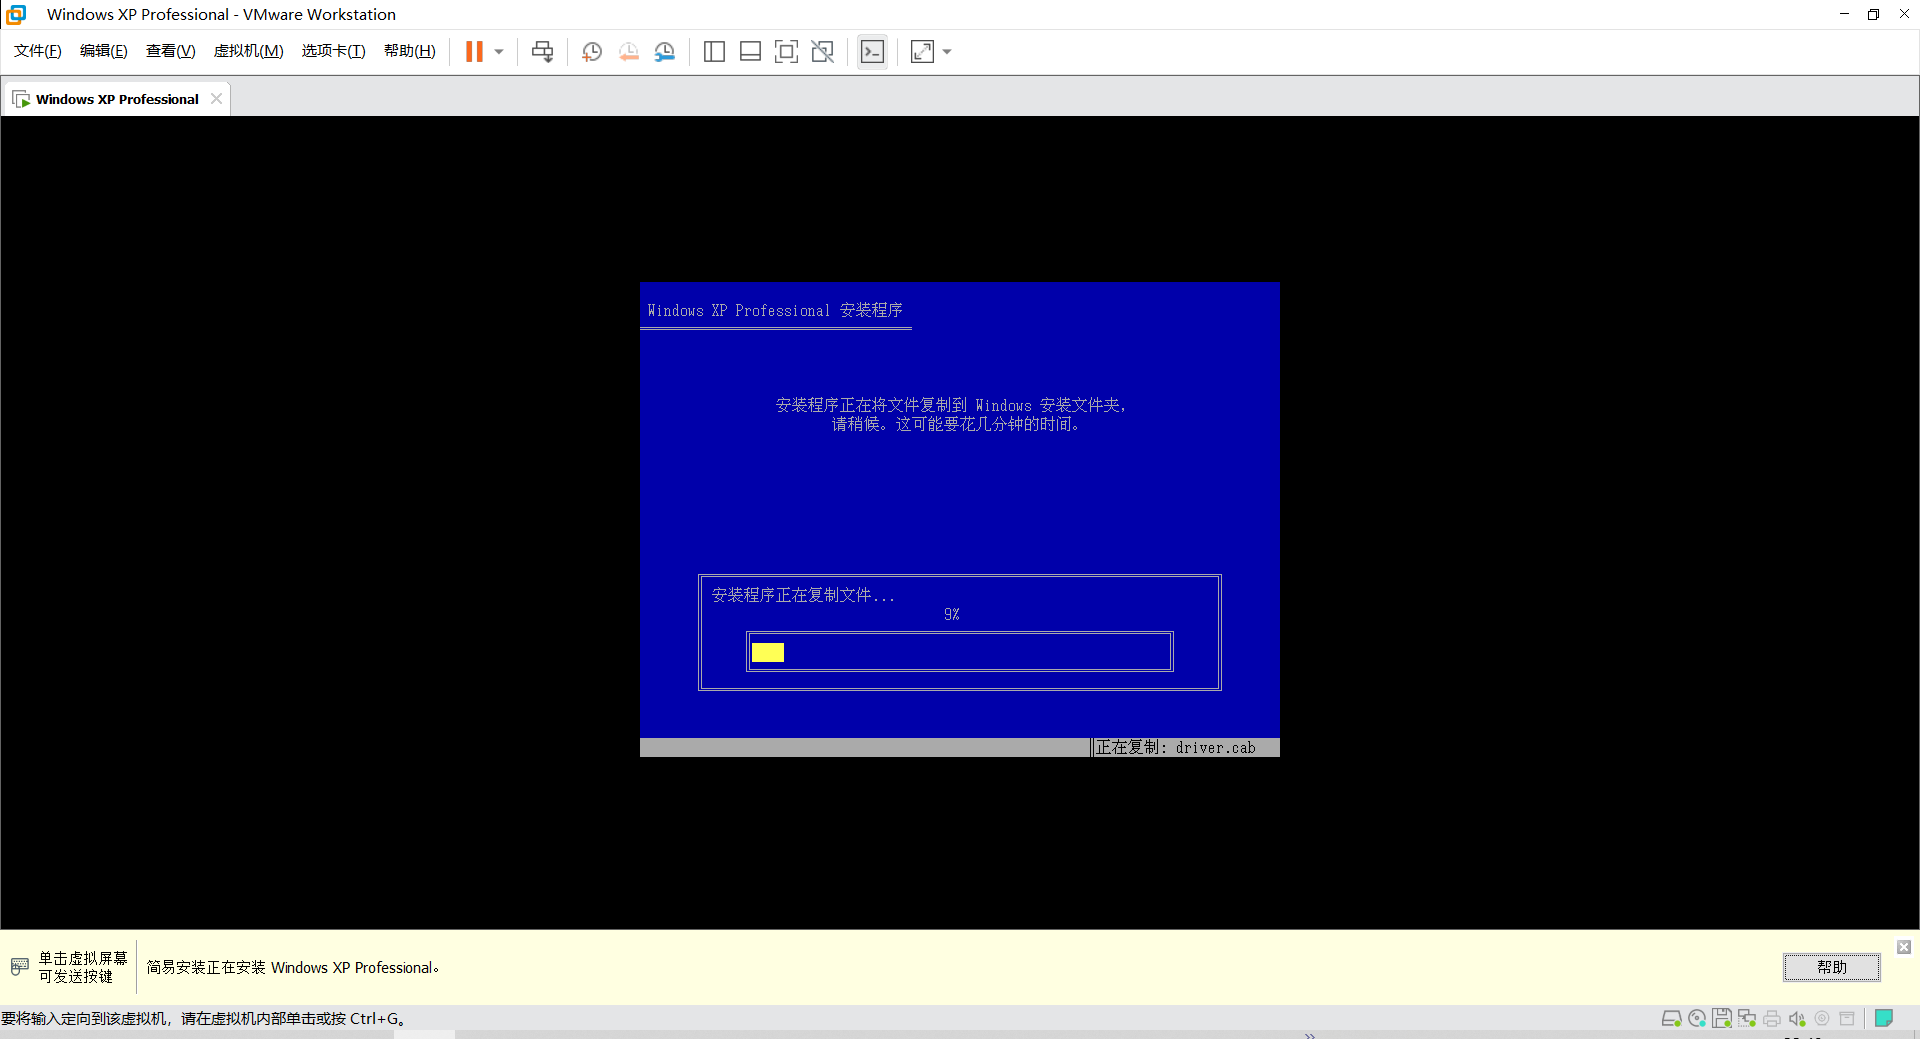 Windows XP Professional - VMware Workstation
文件(F) 编辑(E) 查看(V) 虚拟机(M) 选项卡(T) 帮助(H)
Windows XP Professional
Windows XP Professional 安装程序
安装程序正在将文件复制到 Windows 安装文件夹,
请稍候。这可能要花几分钟的时间。
安装程序正在复制文件...
9%
正在复制: driver.cab
单击虚拟屏幕
可发送按键
简易安装正在安装 Windows XP Professional。
帮助
要将输入定向到该虚拟机，请在虚拟机内部单击或按 Ctrl+G。